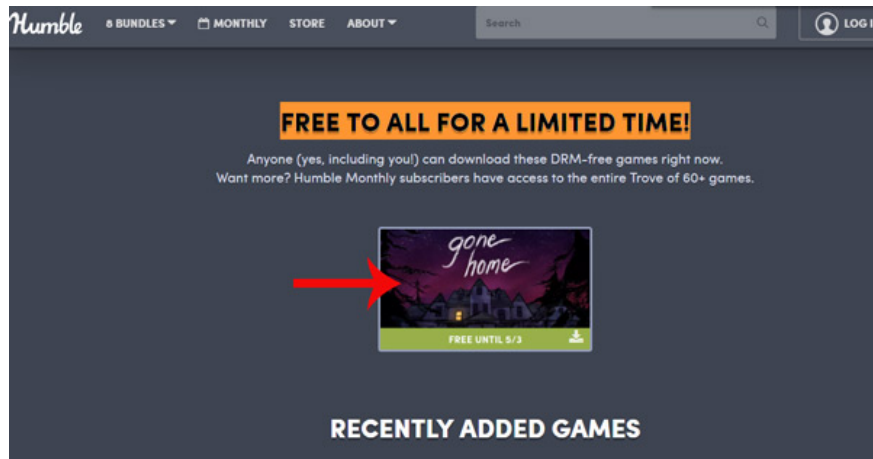 Humble 8 BUNDLES MONTHLY STORE ABOUT Search LOG I
FREE TO ALL FOR A LIMITED TIME!
Anyone (yes, including you!) can download these DRM-free games right now.
Want more? Humble Monthly subscribers have access to the entire Trove of 60+ games.
gone
home
FREE UNTIL 5/3
RECENTLY ADDED GAMES